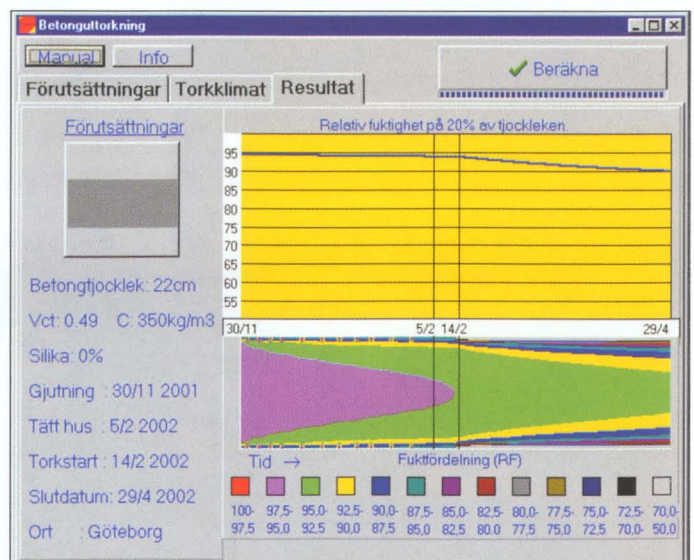 Betonguttorkning
Manual Info
Beräkna
Förutsättningar Torkklimat Resultat
Förutsättningar
Betongtjocklek: 22cm
Vct: 0.49 C: 350kg/m3
Silika: 0%
Gjutning : 30/11 2001
Tätt hus : 5/2 2002
Torkstart : 14/2 2002
Slutdatum: 29/4 2002
Ort : Göteborg
Relativ fuktighet på 20% av tjockleken.
95
90
85
80
75
70
65
60
55
30/11 5/2 14/2 29/4
Tid → Fuktfördelning (RF)
100- 97,5- 95,0- 92,5- 90,0- 87,5- 85,0- 82,5- 80,0- 77,5- 75,0- 72,5- 70,0-
97,5 95,0 92,5 90,0 87,5 85,0 82,5 80.0 77,5 75,0 72,5 70,0- 50,0